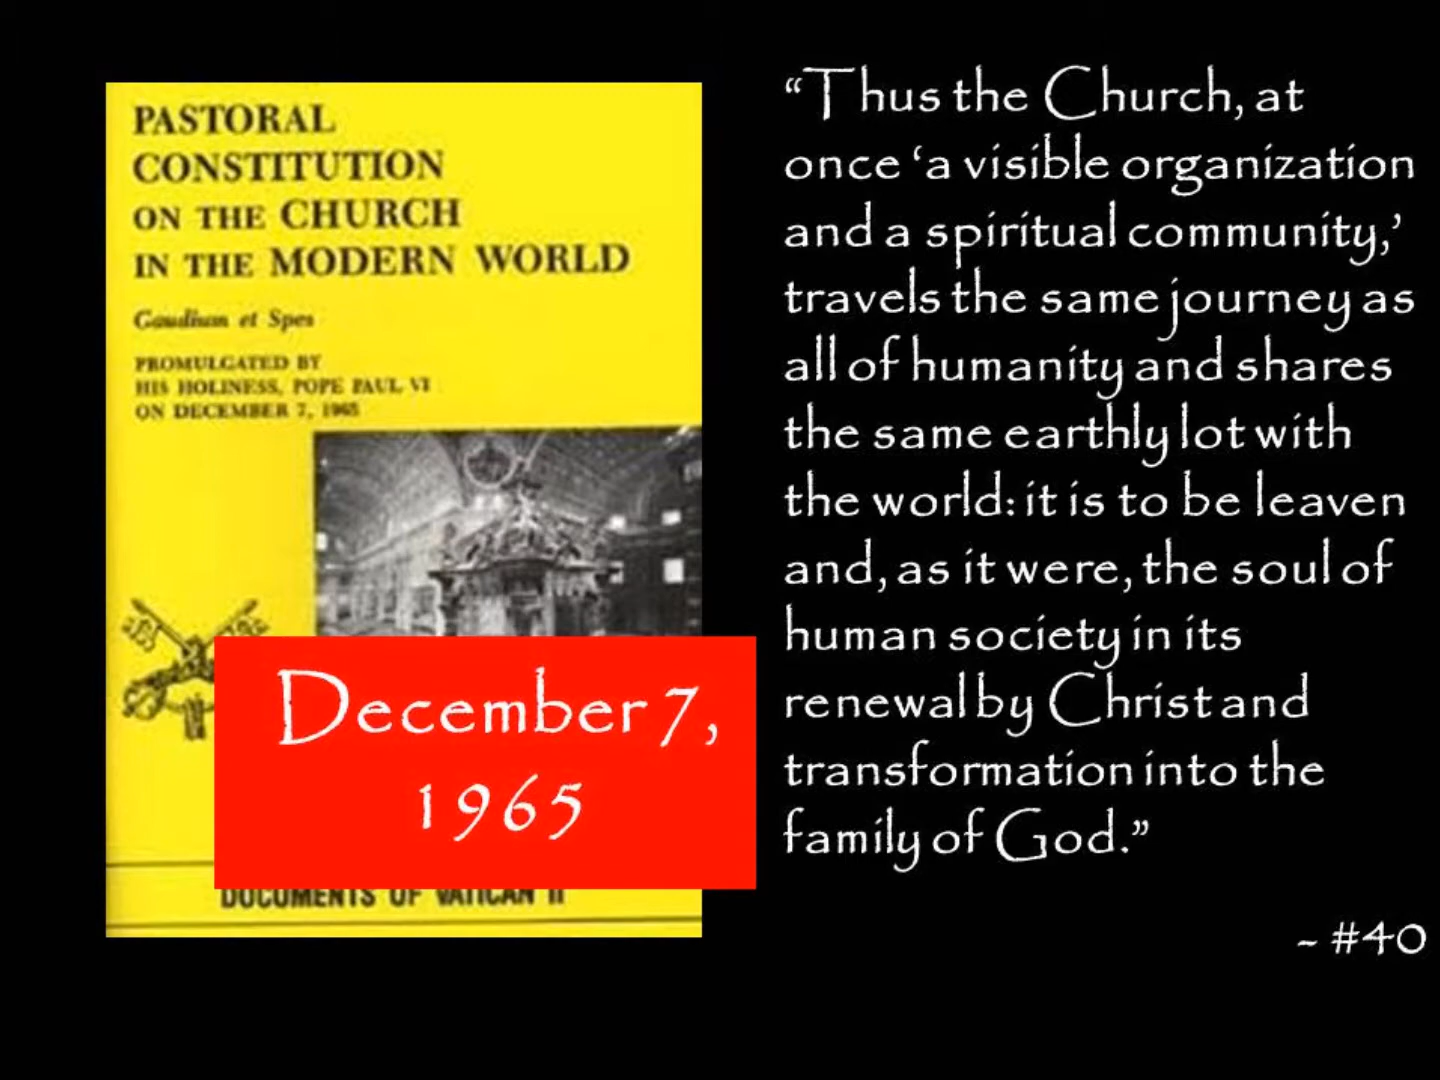 PASTORAL
CONSTITUTION
ON THE CHURCH
IN THE MODERN WORLD
Gaudium et Spes
PROMULGATED BY
HIS HOLINESS, POPE PAUL VI
ON DECEMBER 7, 1965
December 7,
1965
DOCUMENTS OF VATICAN II
“Thus the Church, at
once ‘a visible organization
and a spiritual community,’
travels the same journey as
all of humanity and shares
the same earthly lot with
the world: it is to be leaven
and, as it were, the soul of
human society in its
renewal by Christ and
transformation into the
family of God.”
- #40